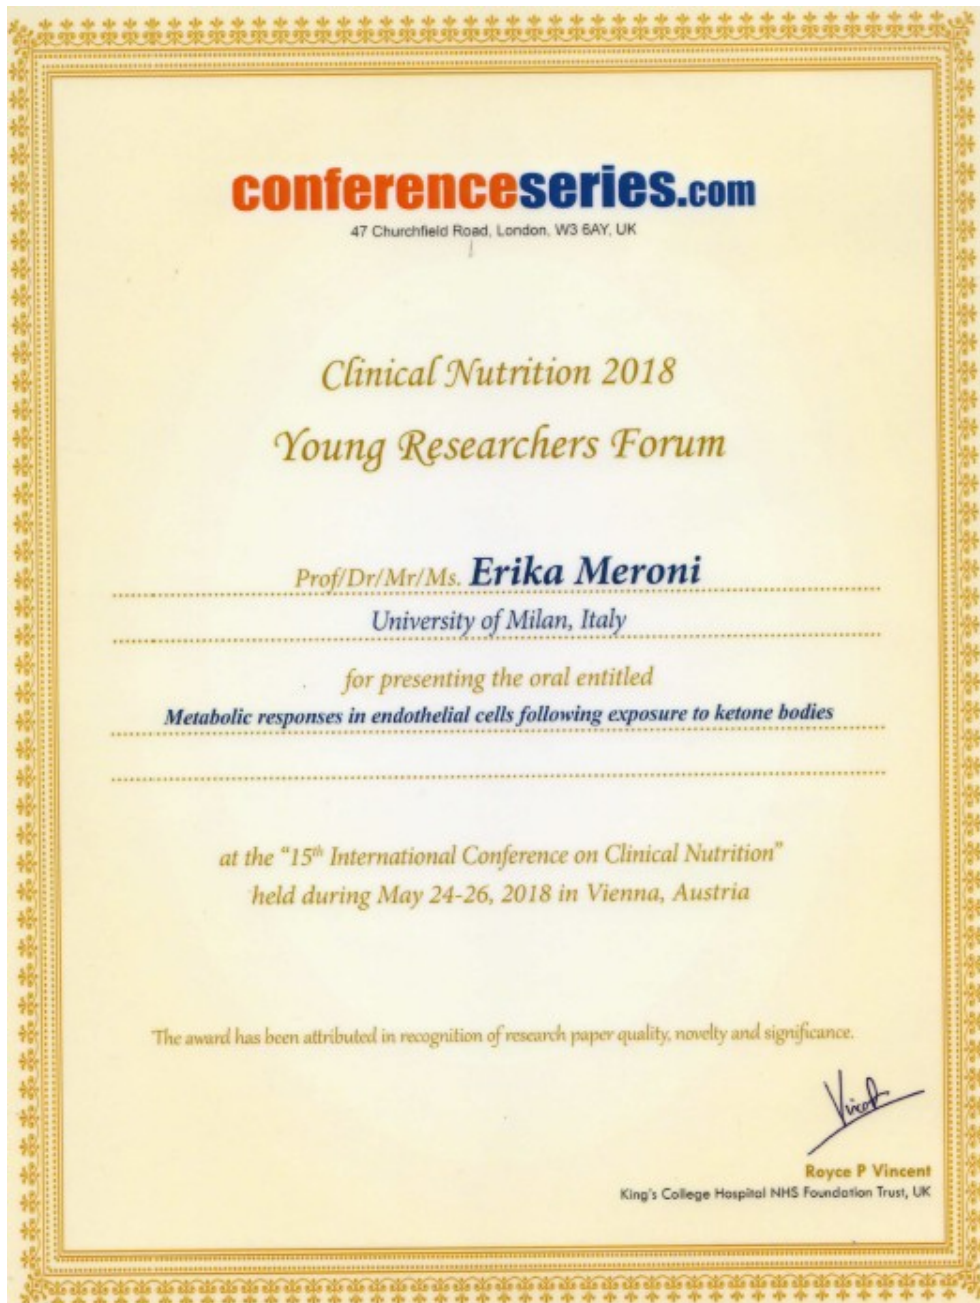 conferenceseries.com
47 Churchfield Road, London, W3 6AY, UK
Clinical Nutrition 2018
Young Researchers Forum
Prof/Dr/Mr/Ms. Erika Meroni
University of Milan, Italy
for presenting the oral entitled
Metabolic responses in endothelial cells following exposure to ketone bodies
at the “15th International Conference on Clinical Nutrition”
held during May 24-26, 2018 in Vienna, Austria
The award has been attributed in recognition of research paper quality, novelty and significance.
Vincent
Royce P Vincent
King's College Hospital NHS Foundation Trust, UK